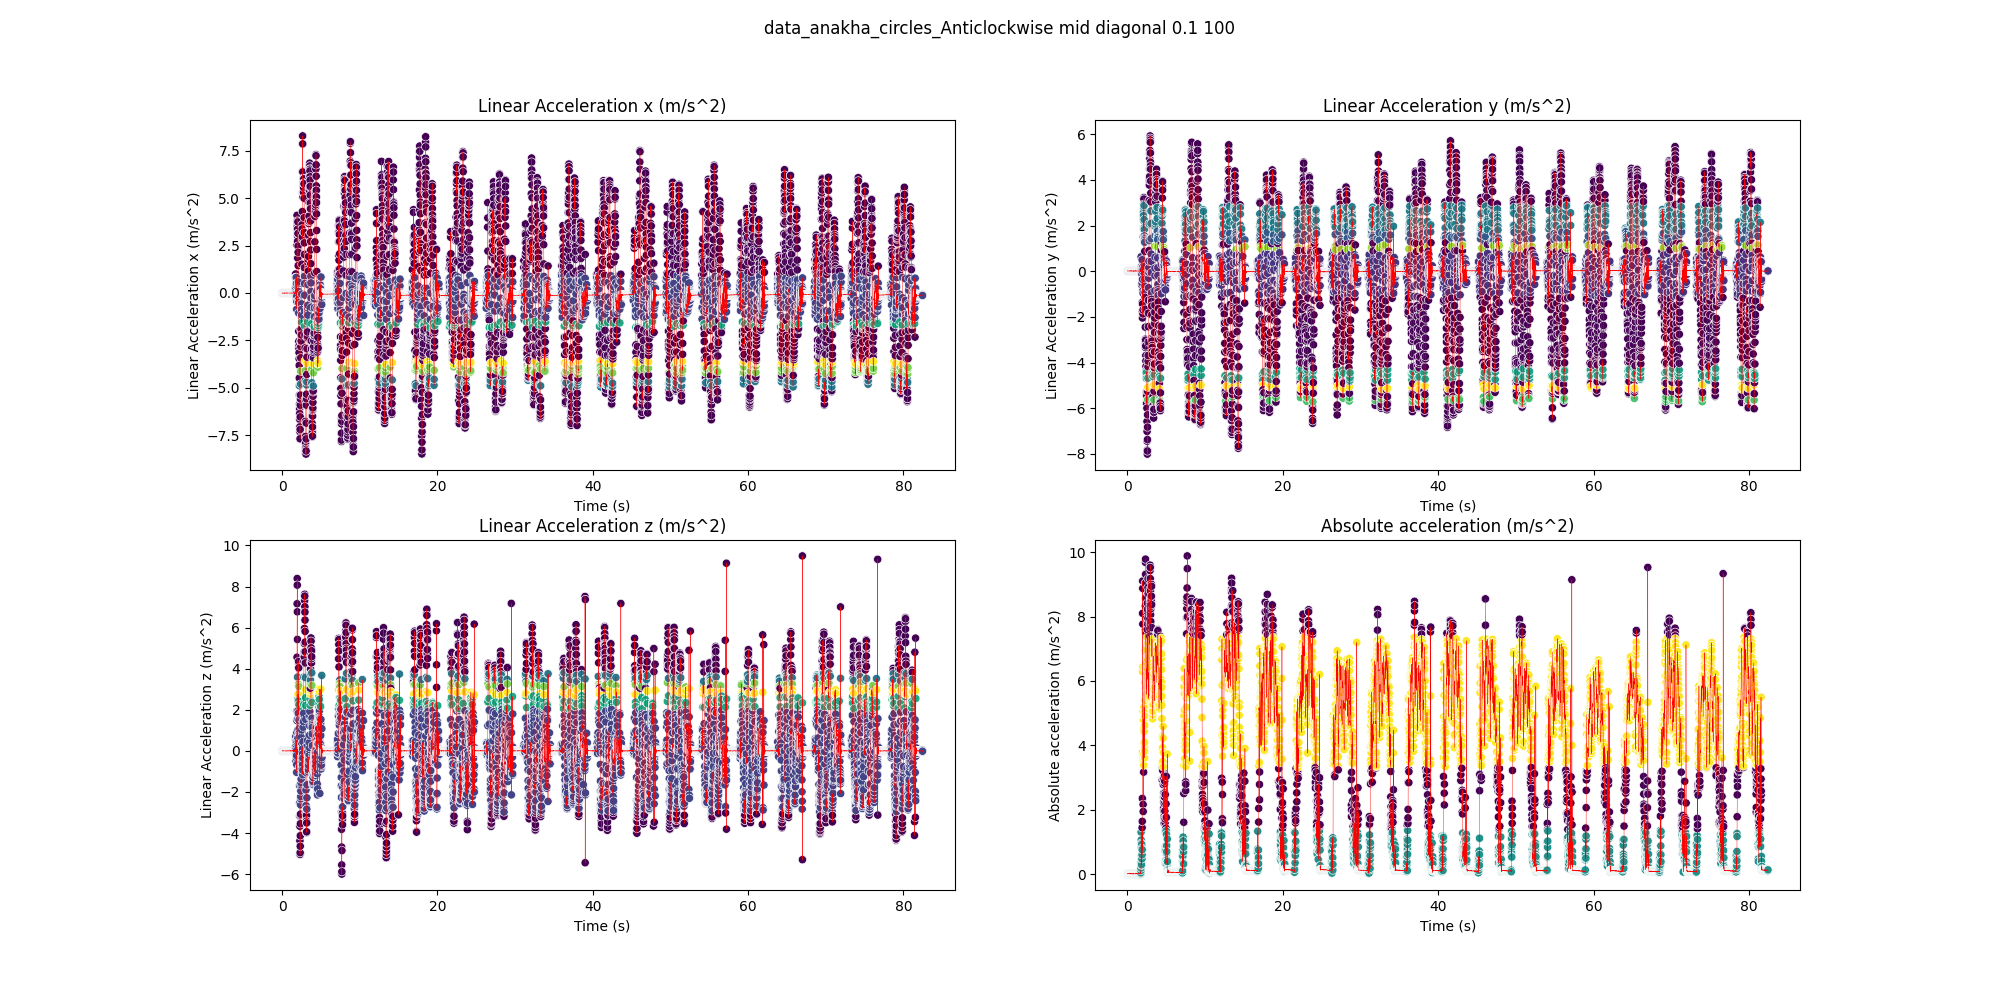 data_anakha_circles_Anticlockwise mid diagonal 0.1 100
Linear Acceleration x (m/s^2)
Linear Acceleration x (m/s^2)
7.5
5.0
2.5
0.0
−2.5
−5.0
−7.5
0 20 40 60 80
Time (s)
Linear Acceleration y (m/s^2)
Linear Acceleration y (m/s^2)
6
4
2
0
−2
−4
−6
−8
0 20 40 60 80
Time (s)
Linear Acceleration z (m/s^2)
Linear Acceleration z (m/s^2)
10
8
6
4
2
0
−2
−4
−6
0 20 40 60 80
Time (s)
Absolute acceleration (m/s^2)
Absolute acceleration (m/s^2)
10
8
6
4
2
0
0 20 40 60 80
Time (s)